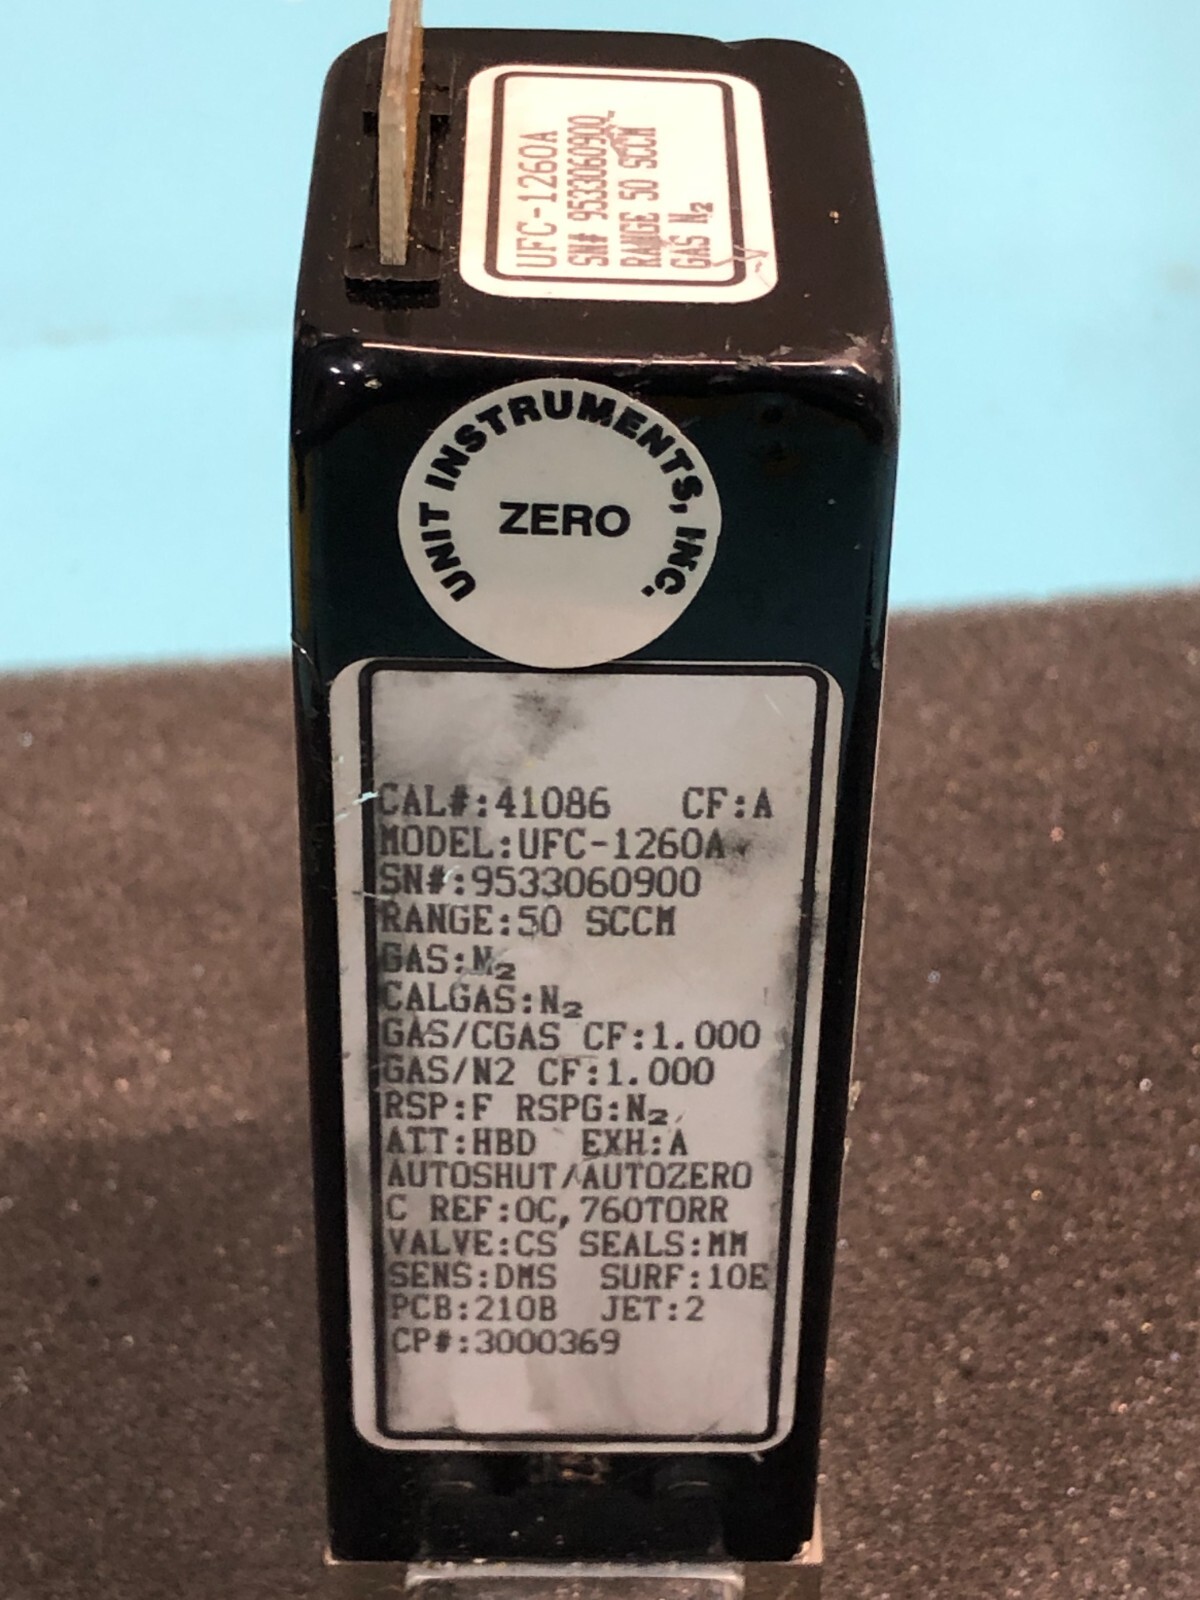 UFC-1260A
SN# 9533060900
RANGE 50 SCCM
GAS N₂
UNIT INSTRUMENTS, INC.
ZERO
CAL#:41086 CF:A
MODEL:UFC-1260A
SN#:9533060900
RANGE:50 SCCM
GAS:N₂
CALGAS:N₂
GAS/CGAS CF:1.000
GAS/N2 CF:1.000
RSP:F RSPG:N₂
ATT:HBD EXH:A
AUTOSHUT/AUTOZERO
C REF:0C,760TORR
VALVE:CS SEALS:MM
SENS:DMS SURF:10E
PCB:210B JET:2
CP#:3000369